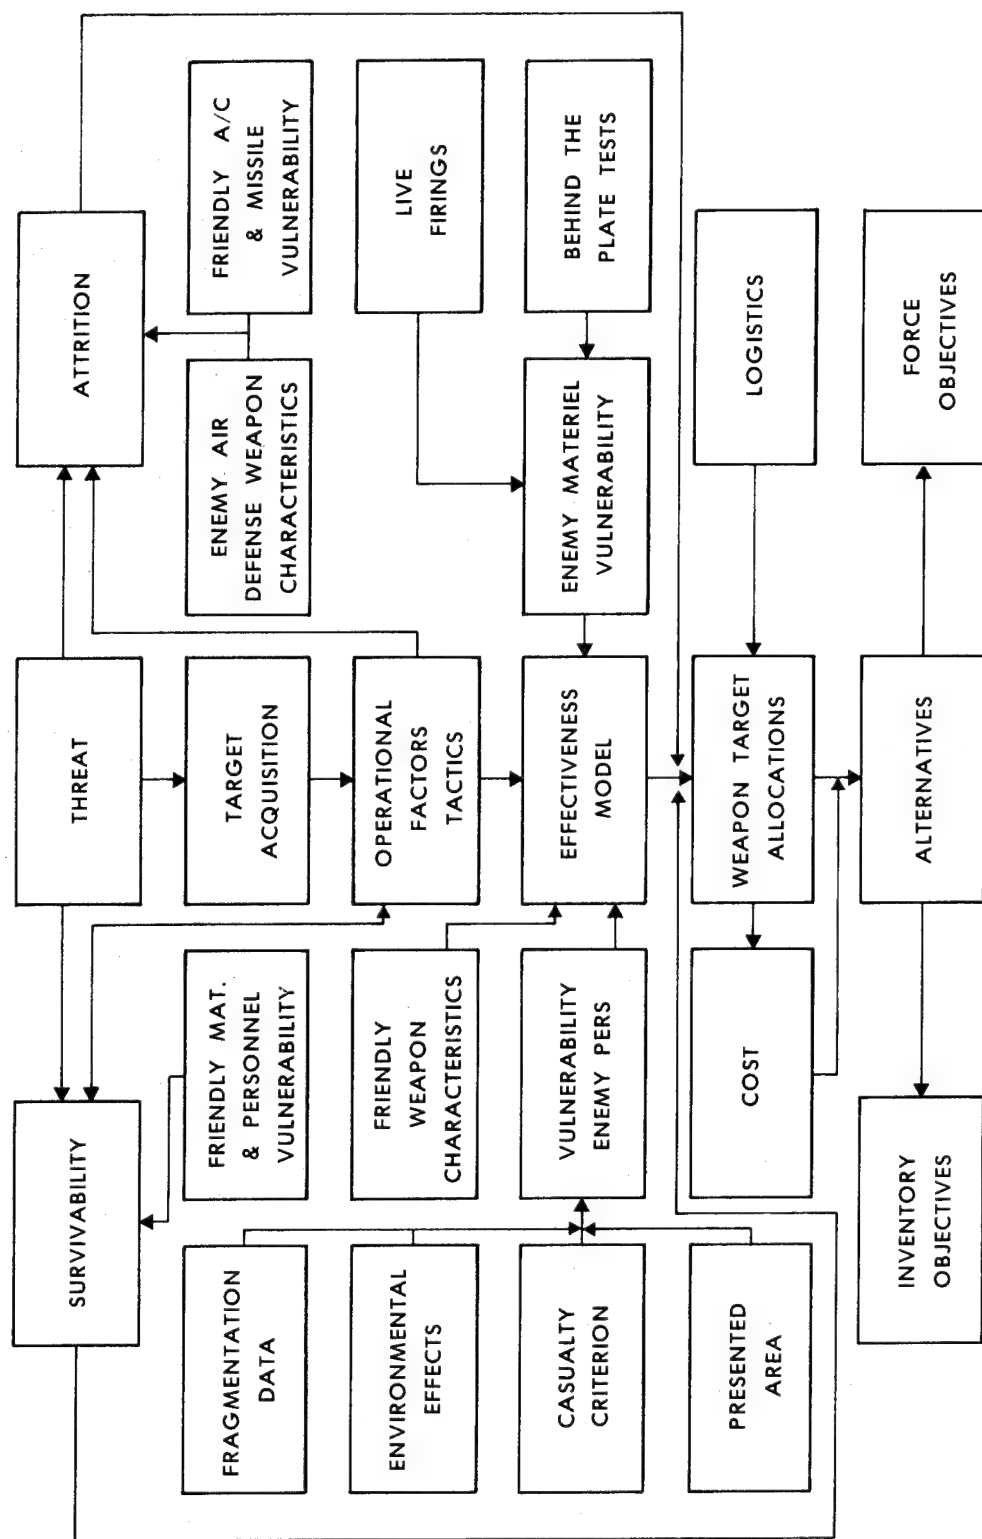 SURVIVABILITY
THREAT
ATTRITION
FRAGMENTATION
DATA
FRIENDLY MAT.
& PERSONNEL
VULNERABILITY
TARGET
ACQUISITION
ENEMY AIR
DEFENSE WEAPON
CHARACTERISTICS
FRIENDLY A/C
& MISSILE
VULNERABILITY
ENVIRONMENTAL
EFFECTS
FRIENDLY
WEAPON
CHARACTERISTICS
OPERATIONAL
FACTORS
TACTICS
LIVE
FIRINGS
CASUALTY
CRITERION
VULNERABILITY
ENEMY PERS
EFFECTIVENESS
MODEL
ENEMY MATERIEL
VULNERABILITY
BEHIND THE
PLATE TESTS
PRESENTED
AREA
COST
WEAPON TARGET
ALLOCATIONS
LOGISTICS
INVENTORY
OBJECTIVES
ALTERNATIVES
FORCE
OBJECTIVES